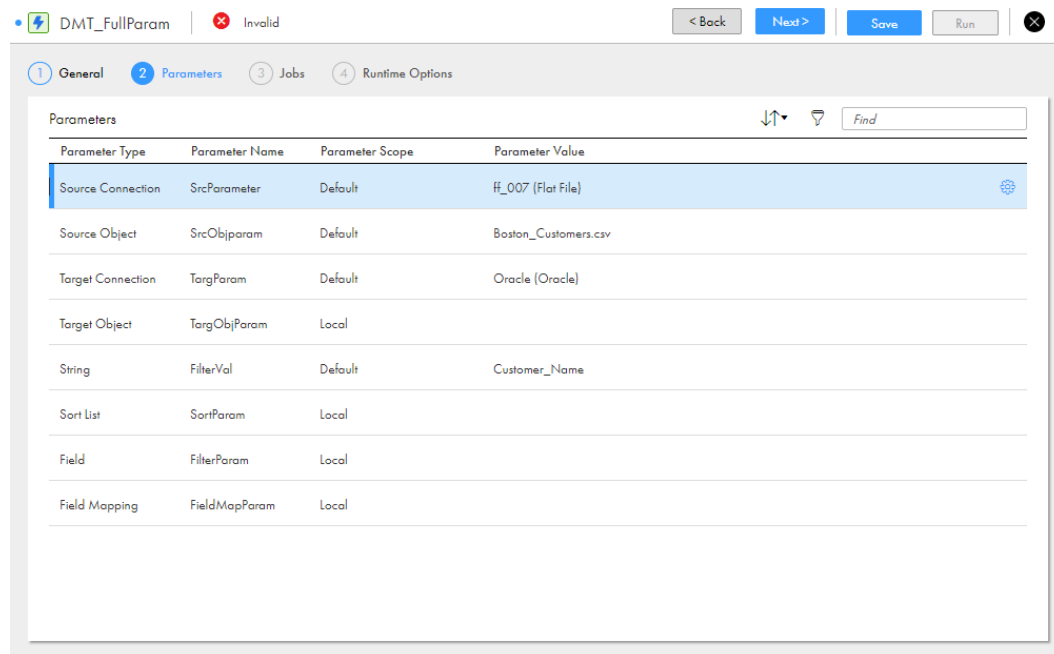 DMT_FullParam Invalid < Back Next > Save Run
1 General 2 Parameters 3 Jobs 4 Runtime Options
Parameters Find
Parameter Type Parameter Name Parameter Scope Parameter Value
Source Connection SrcParameter Default ff_007 (Flat File)
Source Object SrcObjparam Default Boston_Customers.csv
Target Connection TargParam Default Oracle (Oracle)
Target Object TargObjParam Local
String FilterVal Default Customer_Name
Sort List SortParam Local
Field FilterParam Local
Field Mapping FieldMapParam Local